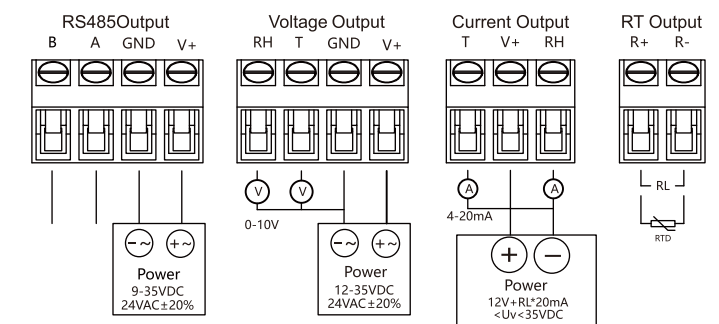 RS485Output
B A GND V+
-~ +~
Power
9-35VDC
24VAC±20%
Voltage Output
RH T GND V+
V V
0-10V
-~ +~
Power
12-35VDC
24VAC±20%
Current Output
T V+ RH
A A
4-20mA
+ −
Power
12V+RL*20mA
<Uv<35VDC
RT Output
R+ R-
RL
RTD